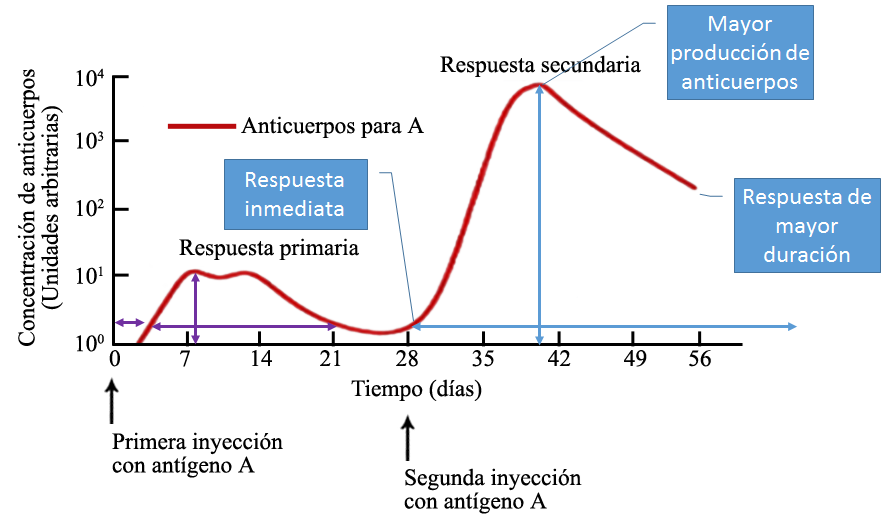 Mayor
producción de
anticuerpos
Respuesta secundaria
Concentración de anticuerpos
(Unidades arbitrarias)
10⁴
10³
10²
10¹
10⁰
Anticuerpos para A
Respuesta
inmediata
Respuesta de
mayor
duración
Respuesta primaria
0 7 14 21 28 35 42 49 56
Tiempo (días)
Primera inyección
con antígeno A
Segunda inyección
con antígeno A